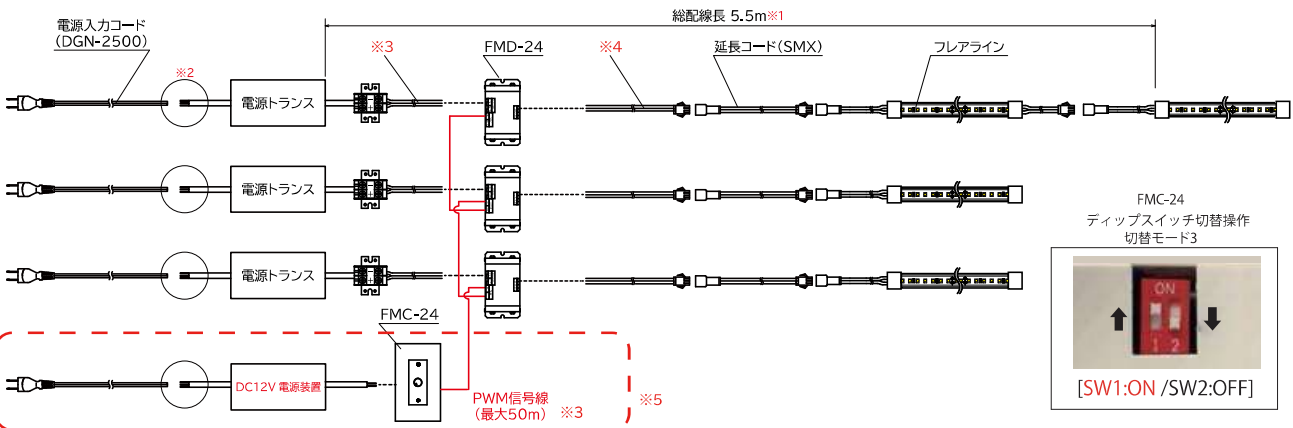 総配線長 5.5m※1
電源入力コード
(DGN-2500)
※2
電源トランス
※3
FMD-24
※4
延長コード(SMX)
フレアライン
電源トランス
電源トランス
FMC-24
DC12V 電源装置
PWM信号線
(最大50m) ※3
※5
FMC-24
ディップスイッチ切替操作
切替モード3
ON
1 2
[SW1:ON /SW2:OFF]